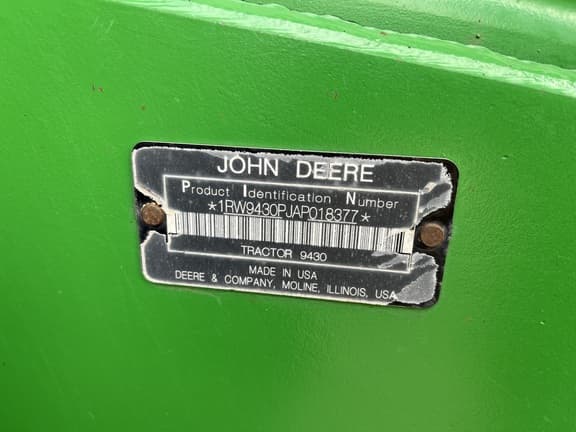 JOHN DEERE
Product Identification Number
*1RW9430PJAP018377*
TRACTOR 9430
MADE IN USA
DEERE & COMPANY, MOLINE, ILLINOIS, USA